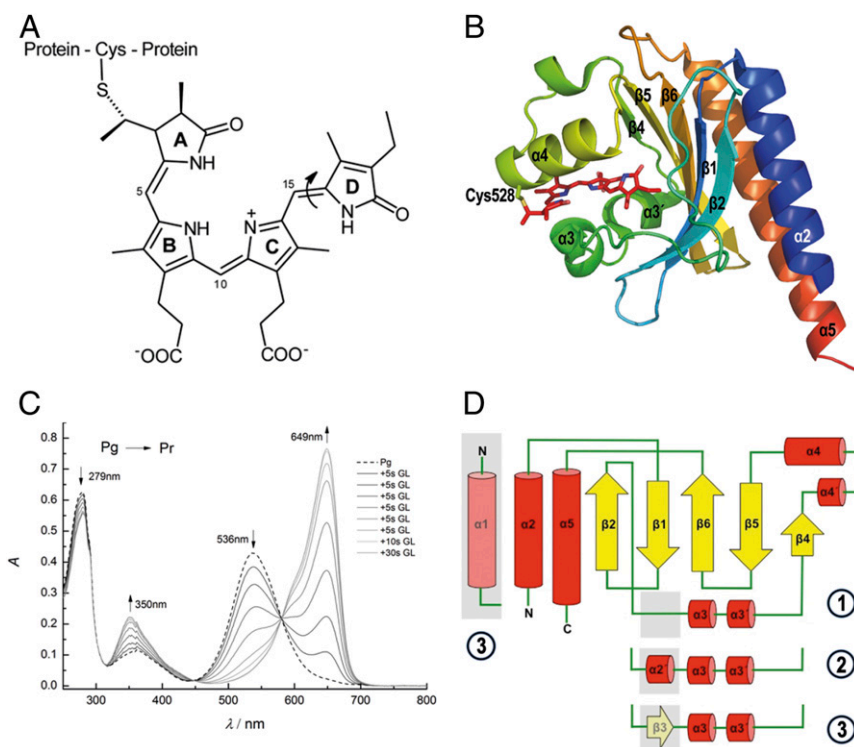 A
Protein - Cys - Protein
S
A
O
NH
5
15
D
NH
O
NH
N
+
B
C
10
-OOC
COO-
B
β5
β6
β4
α4
β1
Cys528
α3´
β2
α3
α2
α5
C
Pg → Pr
649nm
279nm
536nm
350nm
Pg
+5s GL
+5s GL
+5s GL
+5s GL
+5s GL
+5s GL
+10s GL
+30s GL
A
0.8
0.7
0.6
0.5
0.4
0.3
0.2
0.1
0.0
300 400 500 600 700 800
λ / nm
D
N
α4
α1
α2
α5
β2
β1
β6
β5
α4´
β4
N
C
α3
α3´
1
3
α2´
α3
α3´
2
β3
α3
α3´
3